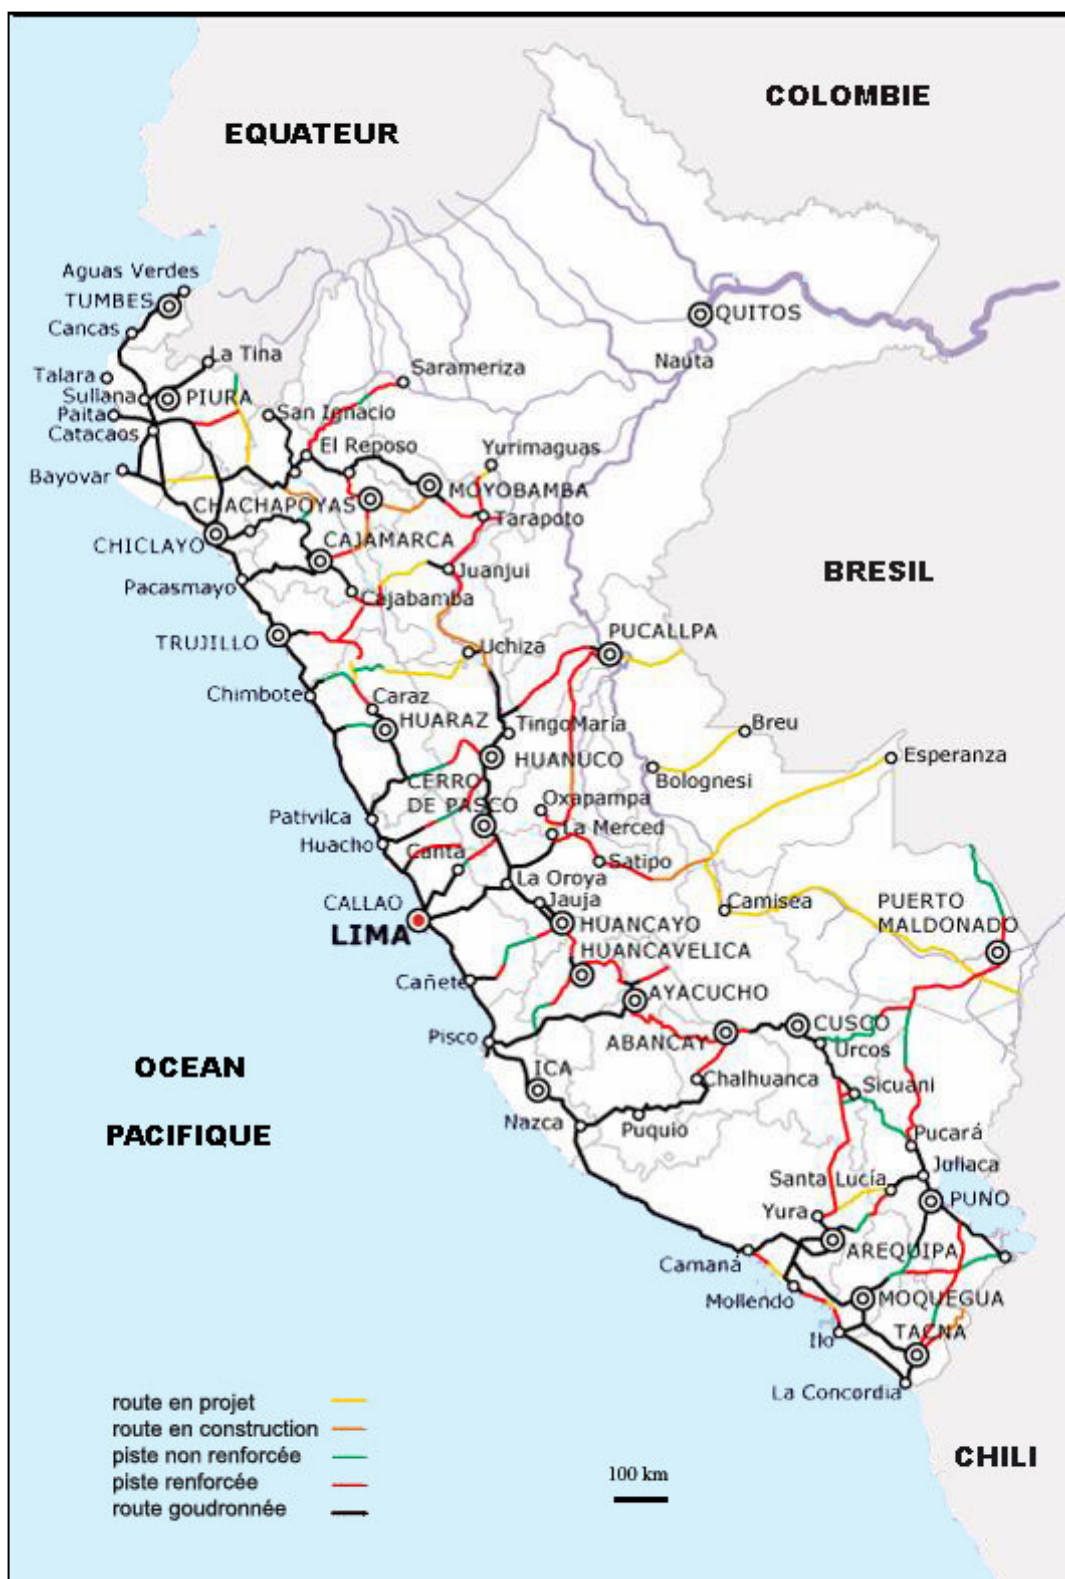 COLOMBIE
EQUATEUR
Aguas Verdes
TUMBES
QUITOS
Cancas
La Tina
Nauta
Sarameriza
Talara
Sullana
PIURA
Paita
San Ignacio
Catacaos
El Reposo
Yurimaguas
Bayovar
MOYOBAMBA
CHACHAPOYAS
Tarapoto
CHICLAYO
CAJAMARCA
BRESIL
Juanjui
Pacasmayo
Cajabamba
PUCALLPA
TRUJILLO
Uchiza
Chimbote
Caraz
HUARAZ
TingoMaría
Breu
HUANUCO
Esperanza
Bolognesi
CERRO
DE PASCO
Oxapampa
Pativilca
La Merced
Huacho
Canta
Satipo
La Oroya
CALLAO
Jauja
Camisea
PUERTO
MALDONADO
LIMA
HUANCAYO
HUANCAVELICA
Cañete
AYACUCHO
CUSCO
Pisco
ABANCAY
Urcos
OCEAN
ICA
Chalhuanca
Sicuani
PACIFIQUE
Nazca
Puquio
Pucará
Juliaca
Santa Lucía
PUNO
Yura
AREQUIPA
Camaná
Mollendo
MOQUEGUA
Ilo
TACNA
La Concordia
route en projet
route en construction
piste non renforcée
piste renforcée
route goudronnée
100 km
CHILI